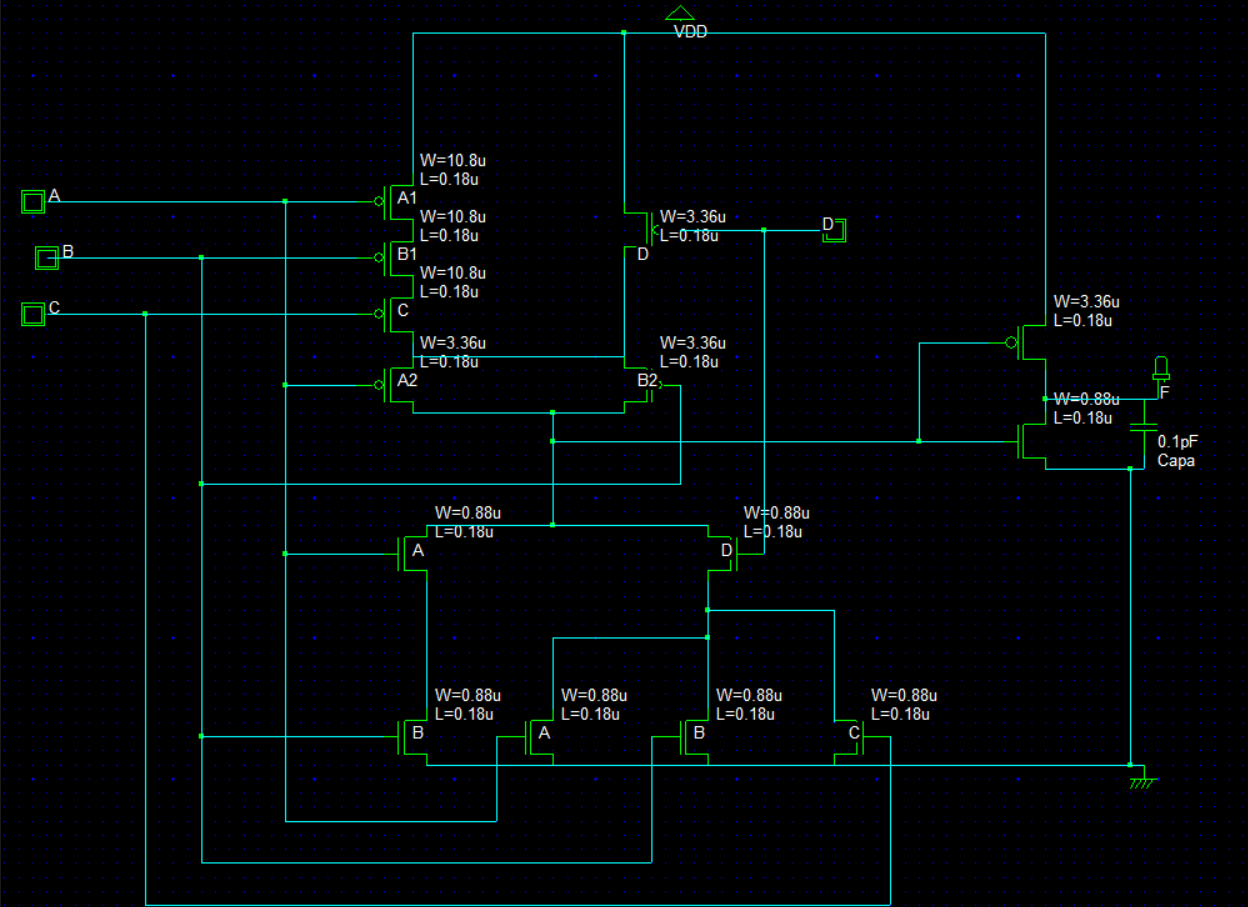 VDD
W=10.8u
L=0.18u
A
A1
W=10.8u
L=0.18u
W=3.36u
L=0.18u
D
B
B1
D
W=10.8u
L=0.18u
C
C
W=3.36u
L=0.18u
W=3.36u
L=0.18u
W=3.36u
L=0.18u
A2
B2
F
W=0.88u
L=0.18u
0.1pF
Capa
W=0.88u
L=0.18u
W=0.88u
L=0.18u
A
D
W=0.88u
L=0.18u
W=0.88u
L=0.18u
W=0.88u
L=0.18u
W=0.88u
L=0.18u
B
A
B
C